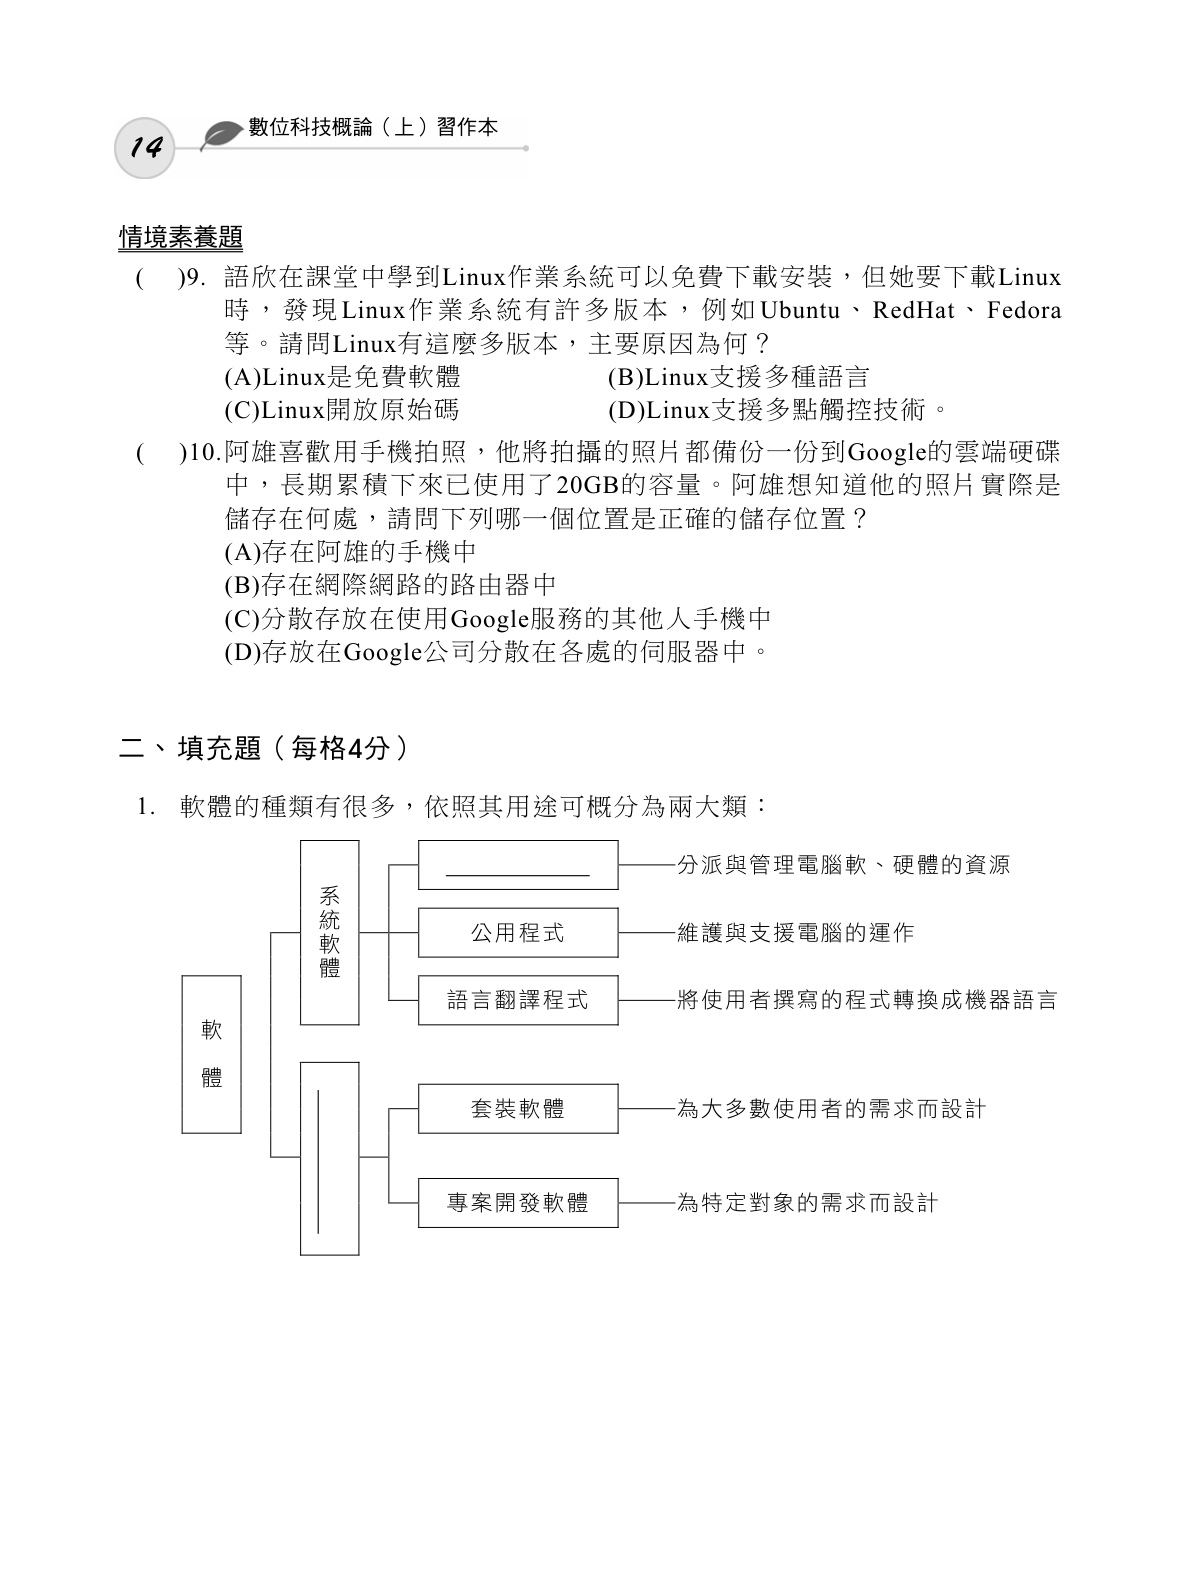 14
數位科技概論（上）習作本
情境素養題
(　)9. 語欣在課堂中學到Linux作業系統可以免費下載安裝，但她要下載Linux
時，發現Linux作業系統有許多版本，例如Ubuntu、RedHat、Fedora
等。請問Linux有這麼多版本，主要原因為何？
(A)Linux是免費軟體　(B)Linux支援多種語言
(C)Linux開放原始碼　(D)Linux支援多點觸控技術。
(　)10.阿雄喜歡用手機拍照，他將拍攝的照片都備份一份到Google的雲端硬碟
中，長期累積下來已使用了20GB的容量。阿雄想知道他的照片實際是
儲存在何處，請問下列哪一個位置是正確的儲存位置？
(A)存在阿雄的手機中
(B)存在網際網路的路由器中
(C)分散存放在使用Google服務的其他人手機中
(D)存放在Google公司分散在各處的伺服器中。
二、填充題（每格4分）
1. 軟體的種類有很多，依照其用途可概分為兩大類：
軟體
系統軟體
分派與管理電腦軟、硬體的資源
公用程式　維護與支援電腦的運作
語言翻譯程式　將使用者撰寫的程式轉換成機器語言
套裝軟體　為大多數使用者的需求而設計
專案開發軟體　為特定對象的需求而設計